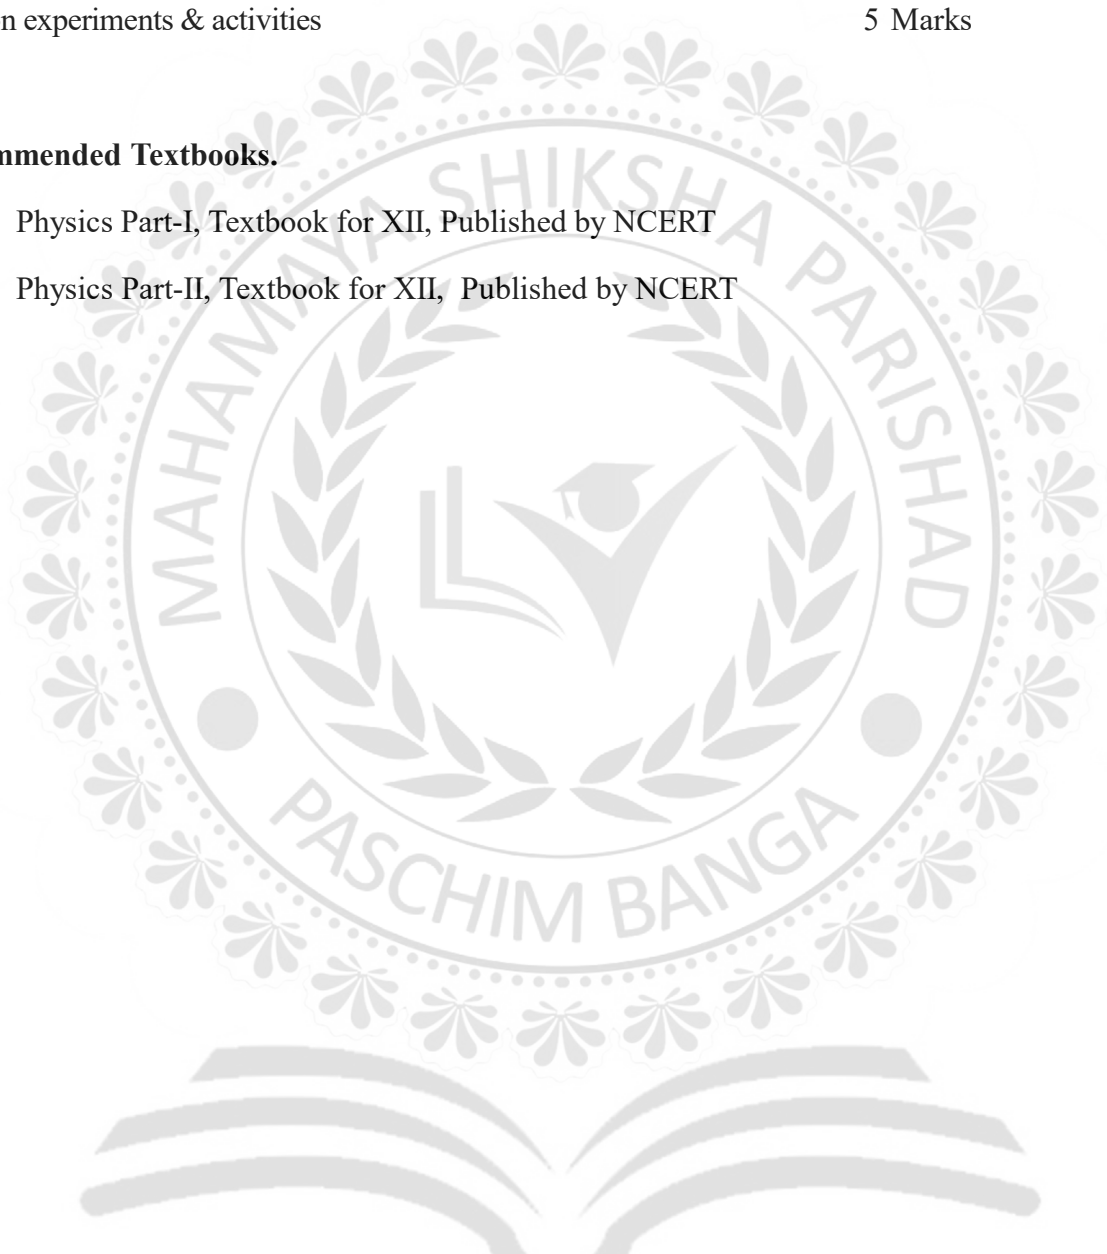 n experiments & activities 5 Marks
mmended Textbooks.
Physics Part-I, Textbook for XII, Published by NCERT
Physics Part-II, Textbook for XII, Published by NCERT
MAHAMAYA SHIKSHA PARISHAD
PASCHIM BANGA